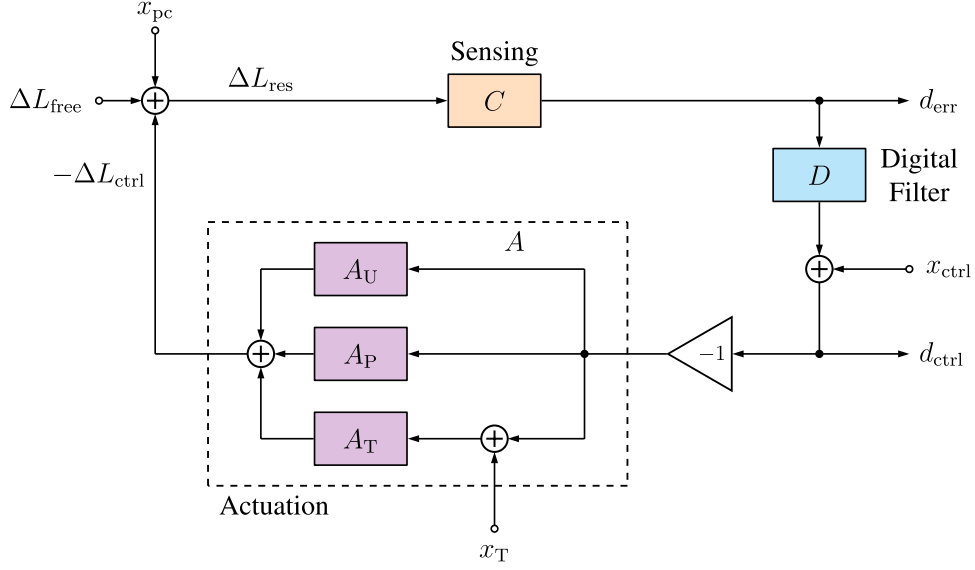 x_pc
ΔL_free
+
ΔL_res
Sensing
C
d_err
−ΔL_ctrl
D
Digital
Filter
+
x_ctrl
A
A_U
+
A_P
−1
d_ctrl
A_T
+
Actuation
x_T